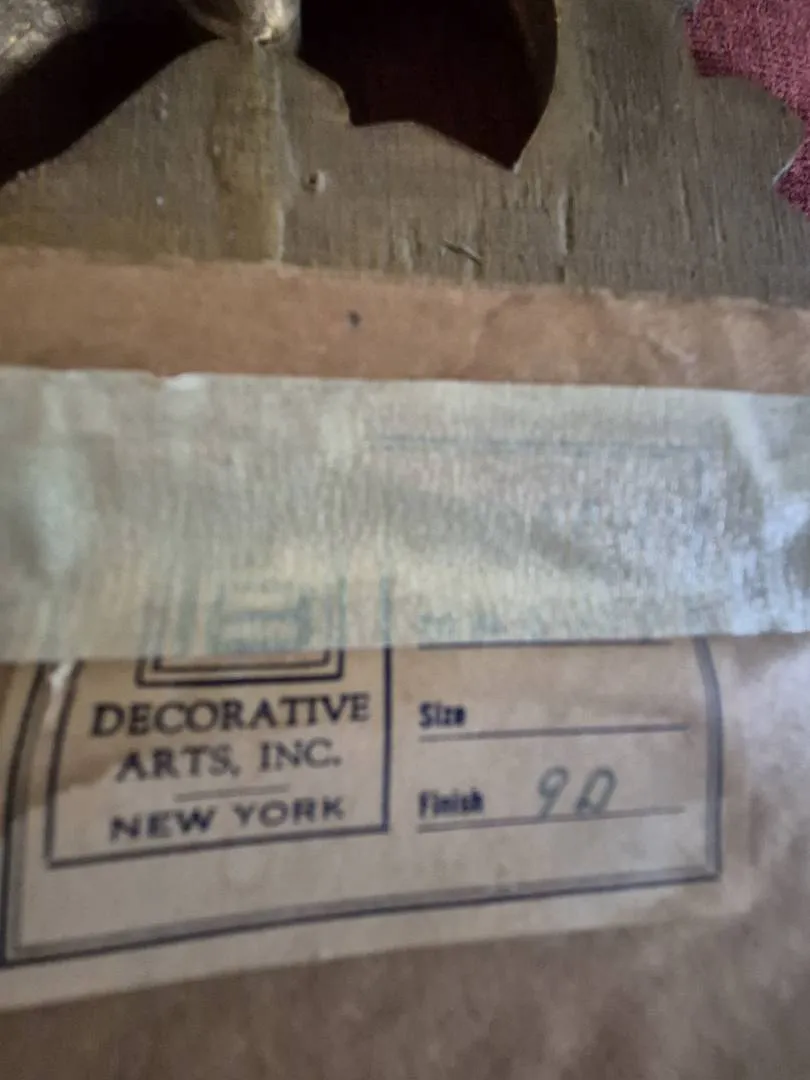 DECORATIVE
ARTS, INC.
NEW YORK
Size
Finish 9D